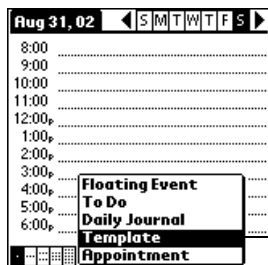 Aug 31, 02 S M T W T F S
8:00
9:00
10:00
11:00
12:00p
1:00p
2:00p
3:00p
4:00p
5:00p
6:00p
Floating Event
To Do
Daily Journal
Template
Appointment